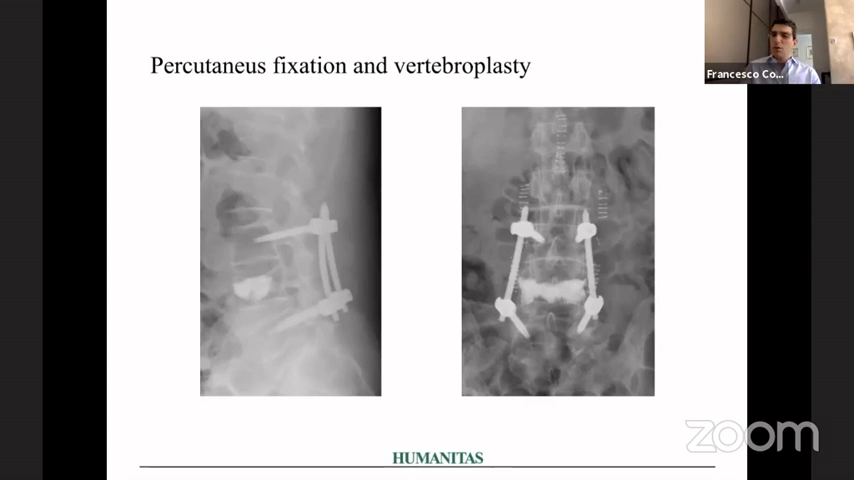 Percutaneus fixation and vertebroplasty
Francesco Co...
HUMANITAS
zoom